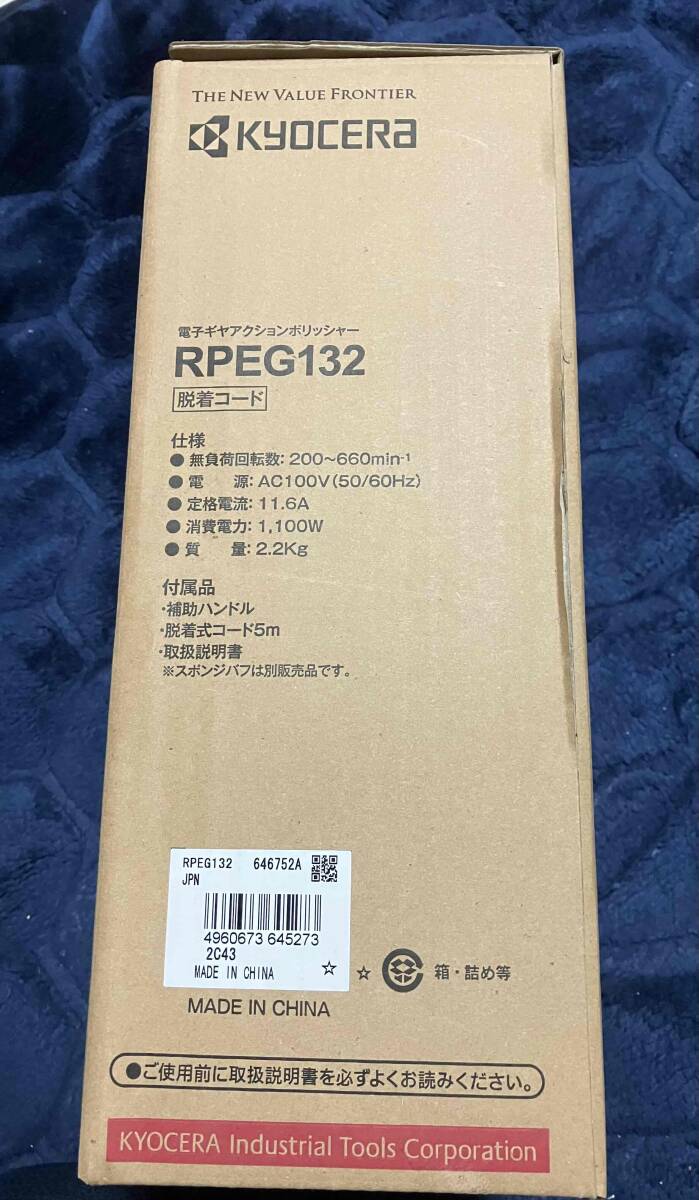 THE NEW VALUE FRONTIER
KYOCERA
電子ギヤアクションポリッシャー
RPEG132
脱着コード
仕様
● 無負荷回転数: 200~660min-1
● 電 源: AC100V(50/60Hz)
● 定格電流: 11.6A
● 消費電力: 1,100W
● 質 量: 2.2Kg
付属品
・補助ハンドル
・脱着式コード5m
・取扱説明書
※スポンジバフは別販売品です。
RPEG132 646752A
JPN
4960673 645273
2C43
MADE IN CHINA ☆
☆ 箱・詰め等
MADE IN CHINA
●ご使用前に取扱説明書を必ずよくお読みください。
KYOCERA Industrial Tools Corporation